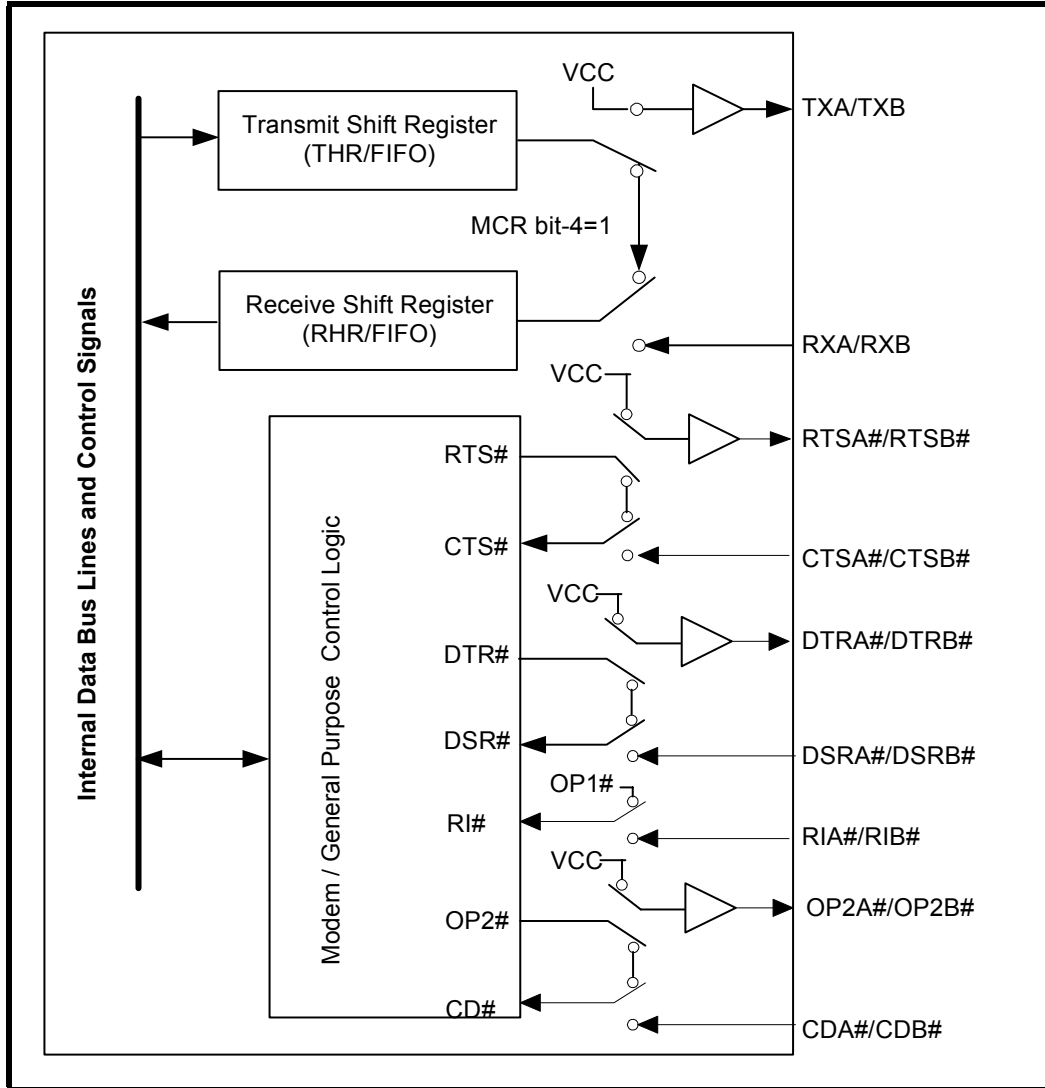 VCC
TXA/TXB
Transmit Shift Register
(THR/FIFO)
MCR bit-4=1
Receive Shift Register
(RHR/FIFO)
RXA/RXB
VCC
RTSA#/RTSB#
RTS#
CTS#
CTSA#/CTSB#
VCC
DTRA#/DTRB#
DTR#
DSR#
DSRA#/DSRB#
OP1#
RI#
RIA#/RIB#
VCC
OP2A#/OP2B#
OP2#
CD#
CDA#/CDB#
Internal Data Bus Lines and Control Signals
Modem / General Purpose Control Logic